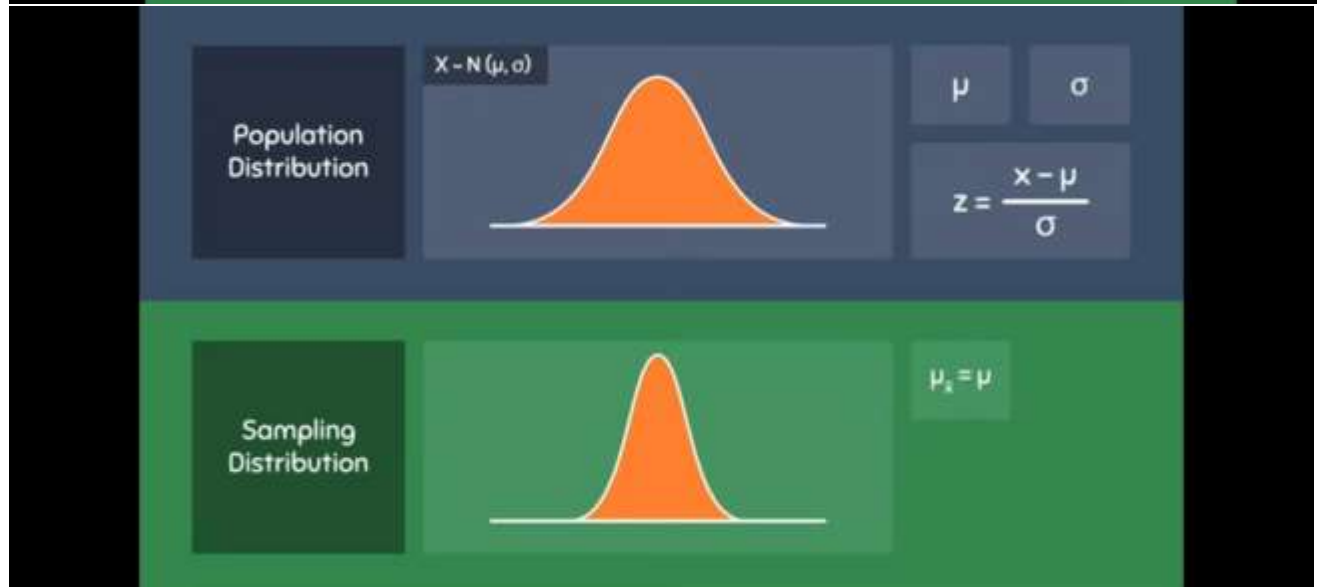 Population
Distribution
X ~ N (μ, σ)
μ
σ
z = x − μ / σ
Sampling
Distribution
μx̄ = μ